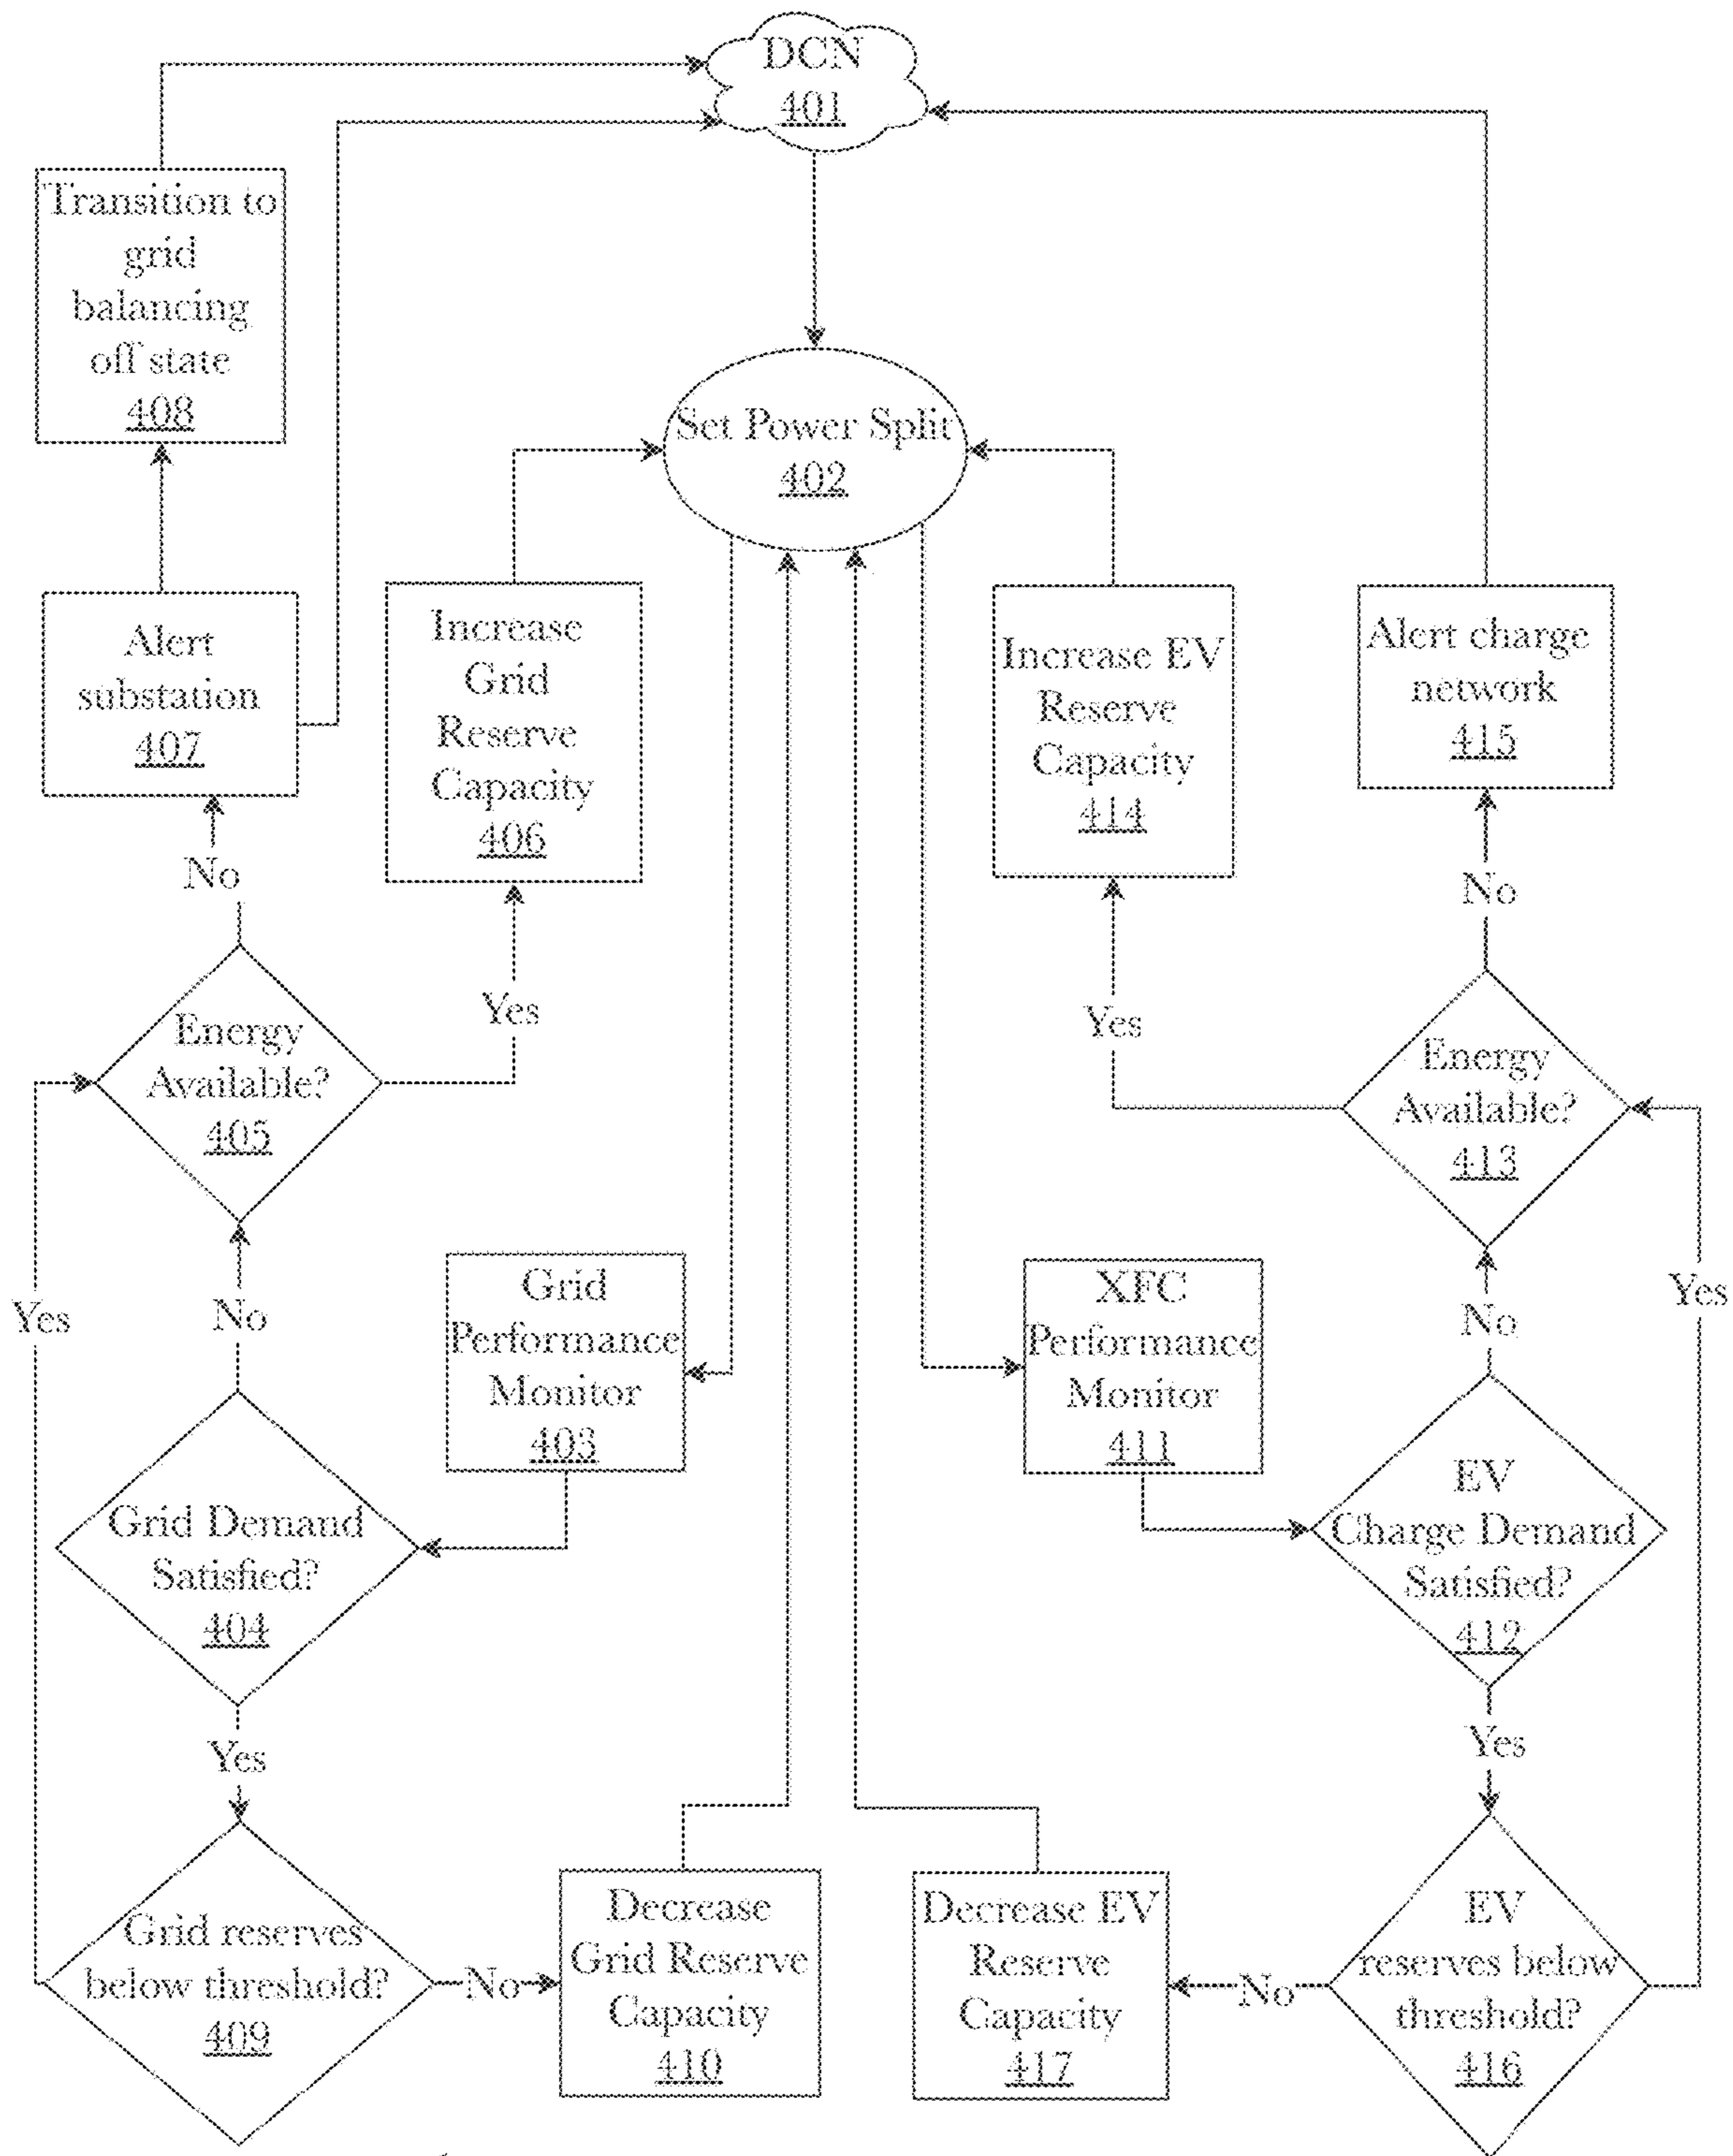 DCN
401
Transition to
grid
balancing
off state
408
Set Power Split
402
Alert
substation
407
Increase
Grid
Reserve
Capacity
406
Increase EV
Reserve
Capacity
414
Alert charge
network
415
No
Yes
Yes
No
Energy
Available?
405
Energy
Available?
413
Yes
No
Grid
Performance
Monitor
403
XFC
Performance
Monitor
411
No
Yes
Grid Demand
Satisfied?
404
EV
Charge Demand
Satisfied?
412
Yes
Yes
Grid reserves
below threshold?
409
No
Decrease
Grid Reserve
Capacity
410
Decrease EV
Reserve
Capacity
417
No
EV
reserves below
threshold?
416